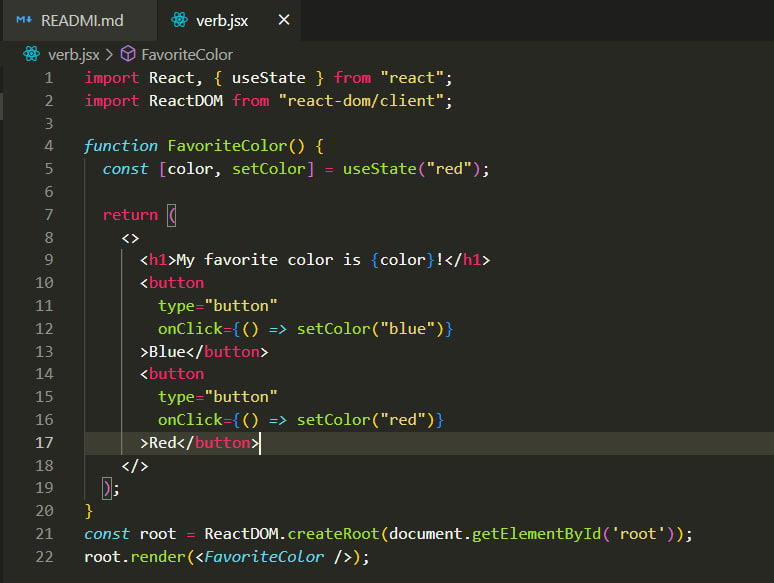 READMI.md verb.jsx
verb.jsx > FavoriteColor
1 import React, { useState } from "react";
2 import ReactDOM from "react-dom/client";
3
4 function FavoriteColor() {
5   const [color, setColor] = useState("red");
6
7   return (
8     <>
9       <h1>My favorite color is {color}!</h1>
10       <button
11         type="button"
12         onClick={() => setColor("blue")}
13       >Blue</button>
14       <button
15         type="button"
16         onClick={() => setColor("red")}
17       >Red</button>
18     </>
19   );
20 }
21 const root = ReactDOM.createRoot(document.getElementById('root'));
22 root.render(<FavoriteColor />);